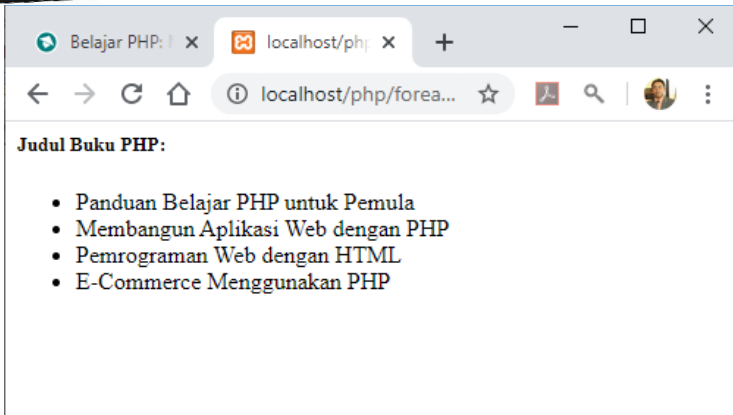 Belajar PHP:
localhost/php
localhost/php/forea...
Judul Buku PHP:
Panduan Belajar PHP untuk Pemula
Membangun Aplikasi Web dengan PHP
Pemrograman Web dengan HTML
E-Commerce Menggunakan PHP